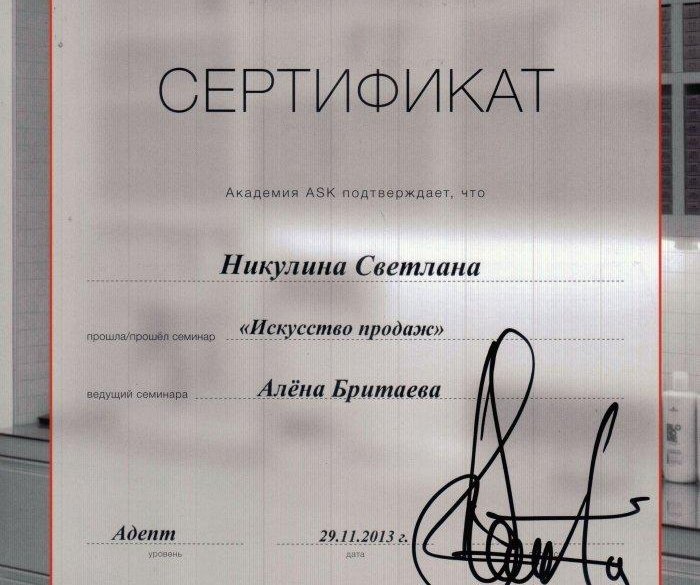 СЕРТИФИКАТ
Академия ASK подтверждает, что
Никулина Светлана
прошла/прошёл семинар «Искусство продаж»
ведущий семинара Алёна Бритаева
Адепт 29.11.2013 г.
уровень дата